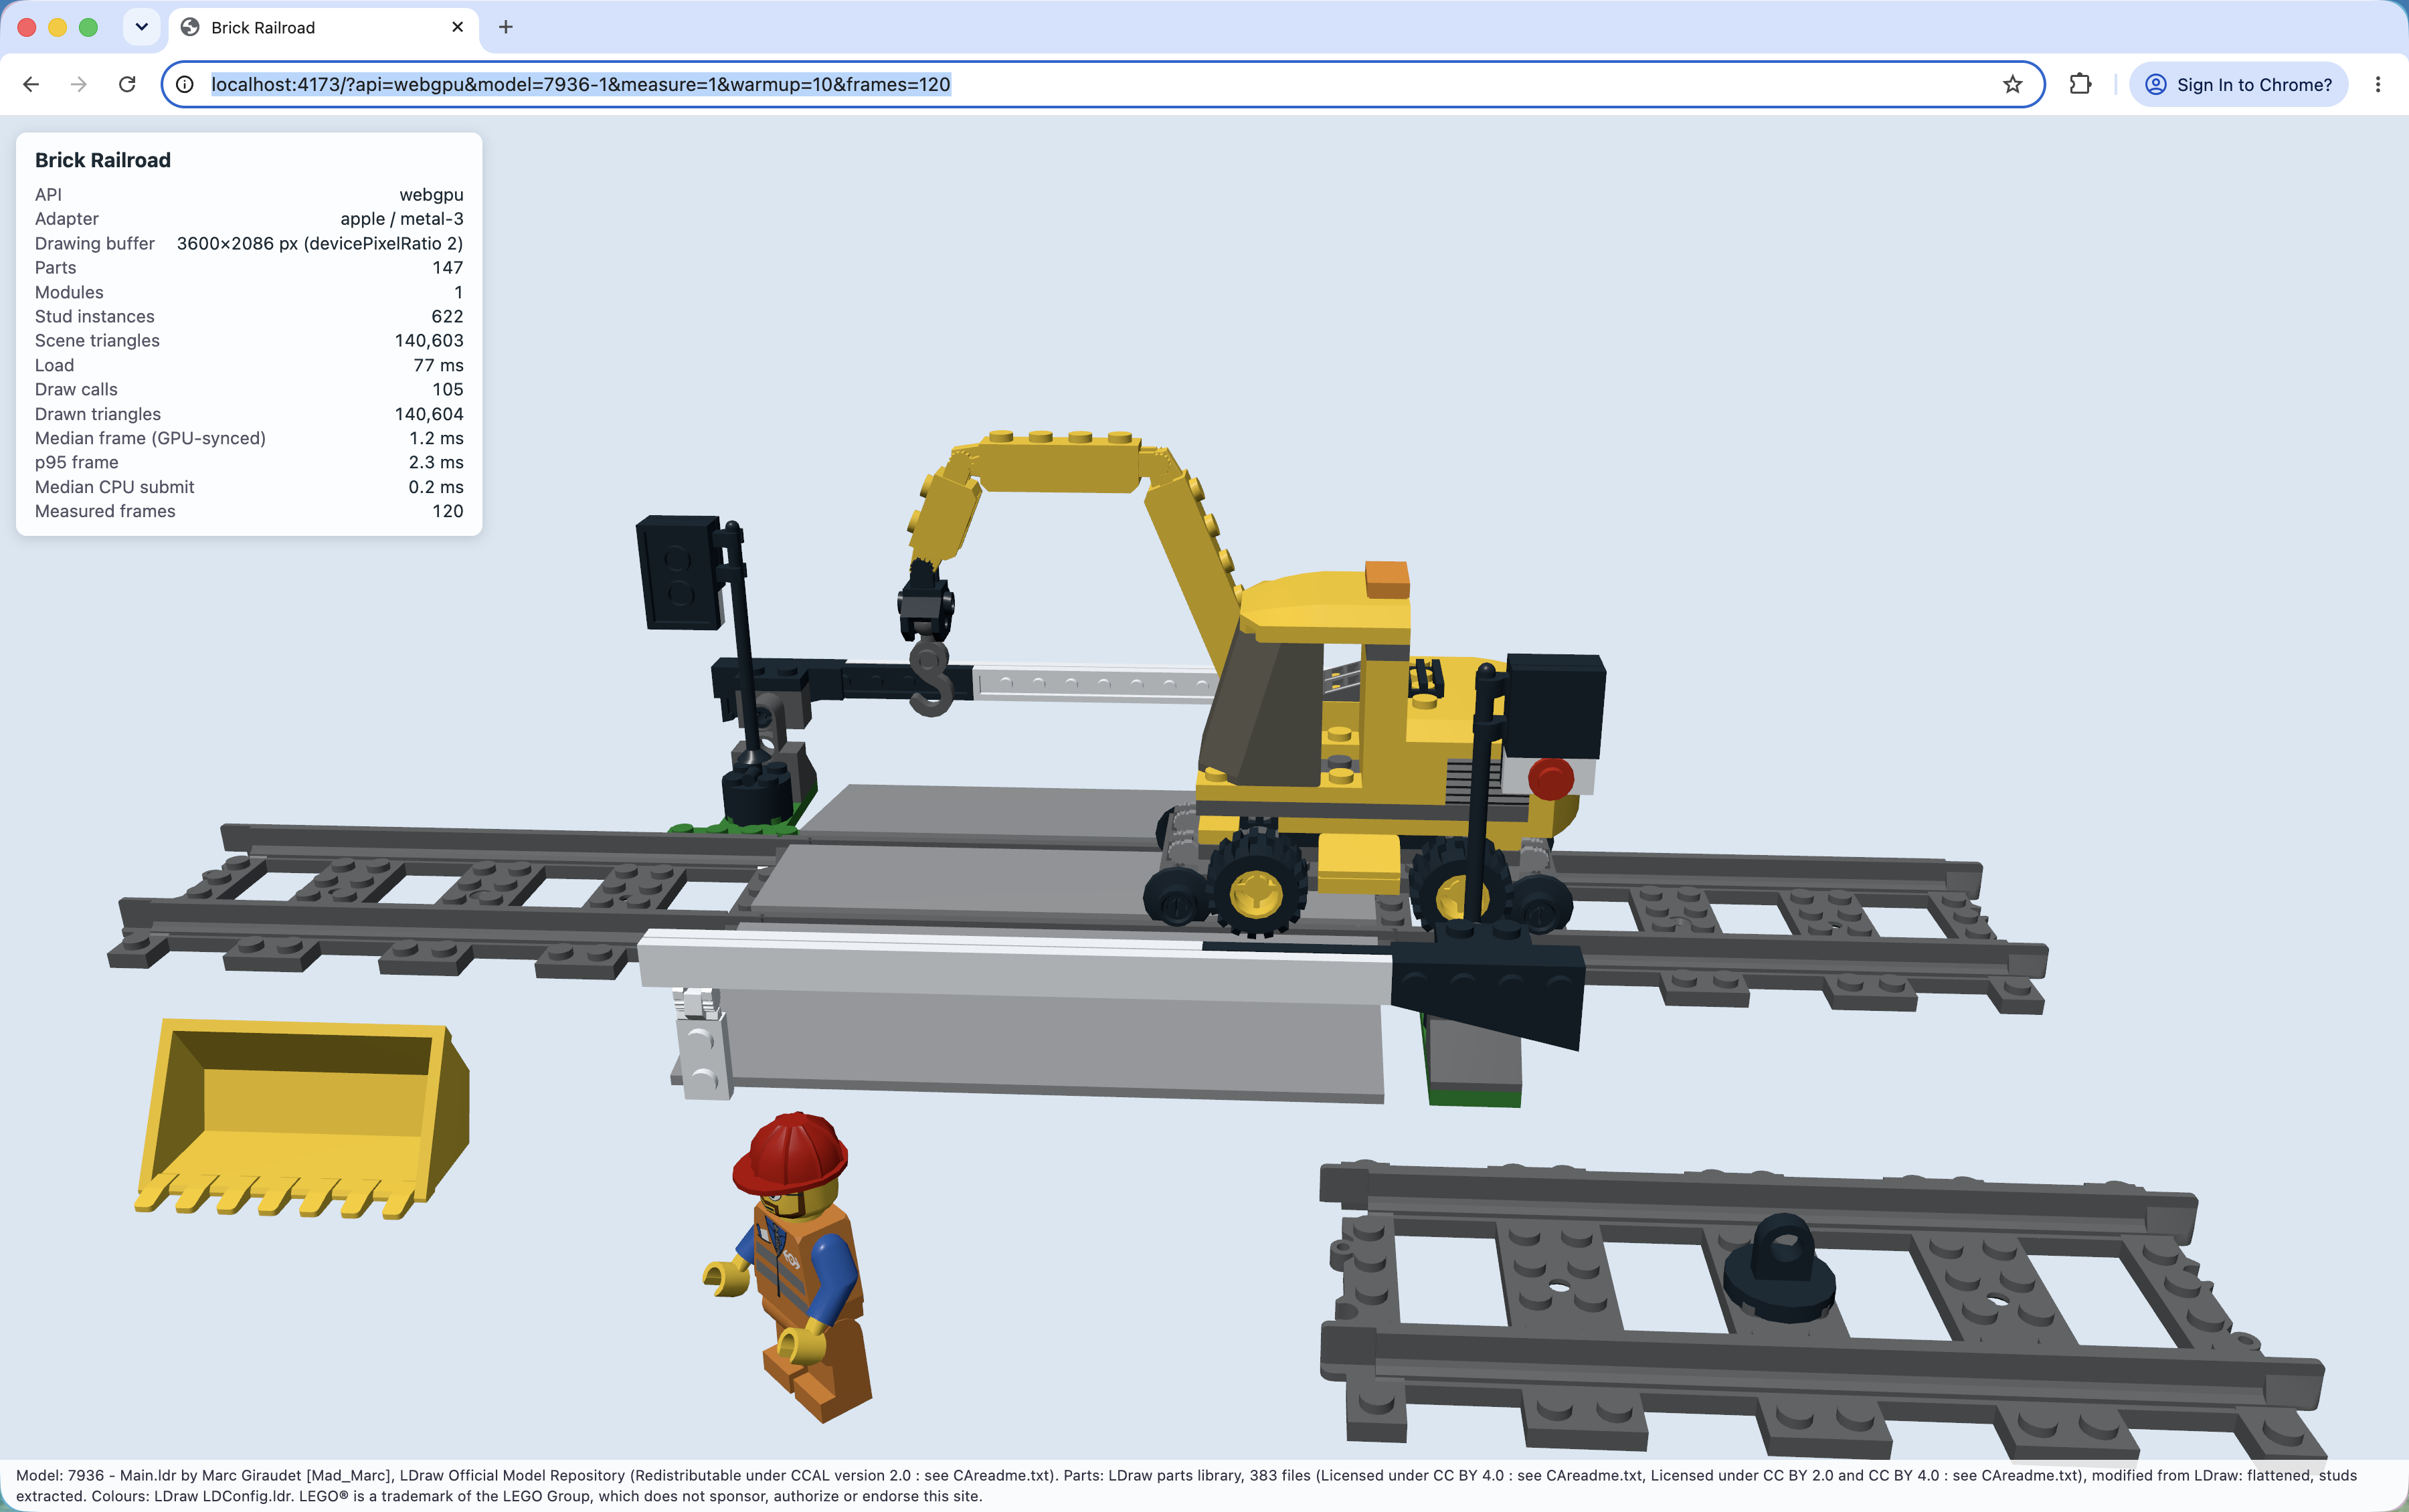 Brick Railroad
localhost:4173/?api=webgpu&model=7936-1&measure=1&warmup=10&frames=120
Sign In to Chrome?
Brick Railroad
API webgpu
Adapter apple / metal-3
Drawing buffer 3600×2086 px (devicePixelRatio 2)
Parts 147
Modules 1
Stud instances 622
Scene triangles 140,603
Load 77 ms
Draw calls 105
Drawn triangles 140,604
Median frame (GPU-synced) 1.2 ms
p95 frame 2.3 ms
Median CPU submit 0.2 ms
Measured frames 120
Model: 7936 - Main.ldr by Marc Giraudet [Mad_Marc], LDraw Official Model Repository (Redistributable under CCAL version 2.0 : see CAreadme.txt). Parts: LDraw parts library, 383 files (Licensed under CC BY 4.0 : see CAreadme.txt, Licensed under CC BY 2.0 and CC BY 4.0 : see CAreadme.txt), modified from LDraw: flattened, studs
extracted. Colours: LDraw LDConfig.ldr. LEGO® is a trademark of the LEGO Group, which does not sponsor, authorize or endorse this site.